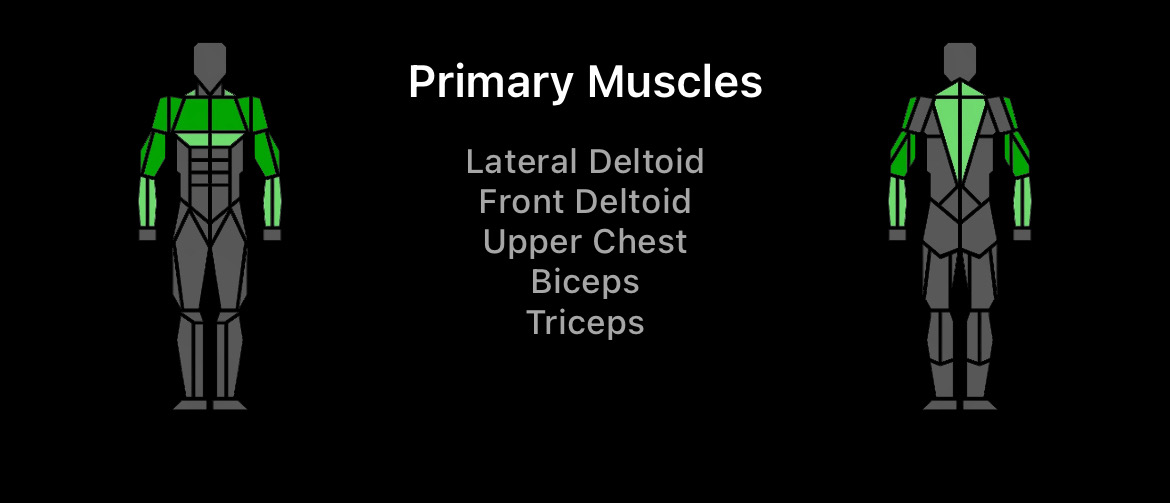 Primary Muscles
Lateral Deltoid
Front Deltoid
Upper Chest
Biceps
Triceps